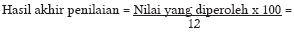 Hasil akhir penilaian = Nilai yang diperoleh x 100 =
12